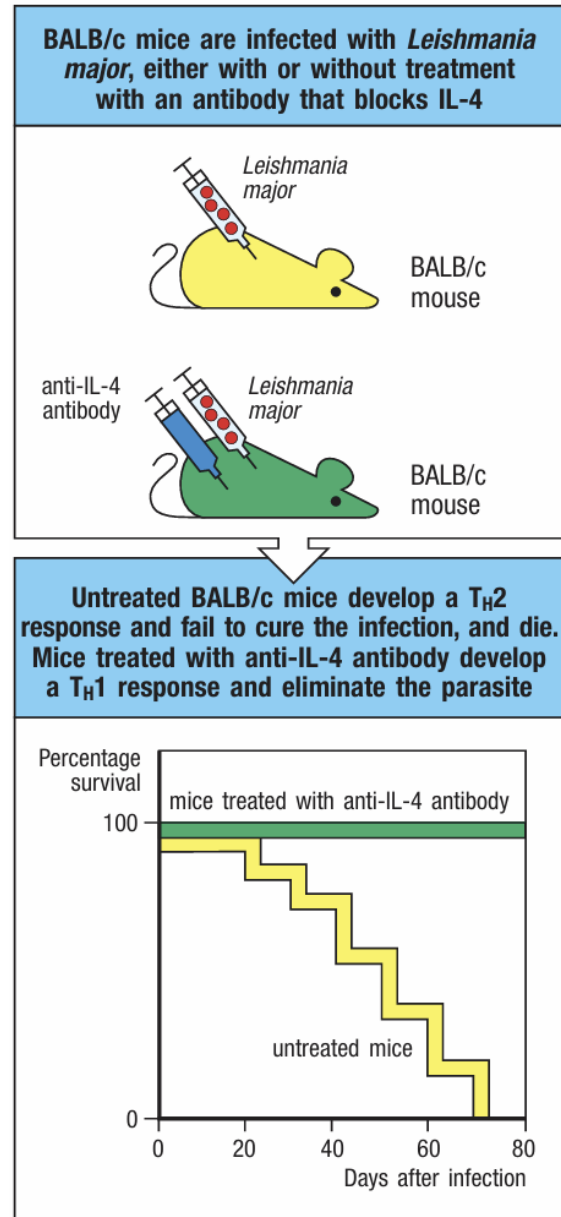 BALB/c mice are infected with Leishmania
major, either with or without treatment
with an antibody that blocks IL-4
Leishmania
major
BALB/c
mouse
anti-IL-4
antibody
Leishmania
major
BALB/c
mouse
Untreated BALB/c mice develop a TH2
response and fail to cure the infection, and die.
Mice treated with anti-IL-4 antibody develop
a TH1 response and eliminate the parasite
Percentage
survival
mice treated with anti-IL-4 antibody
100
untreated mice
0
0 20 40 60 80
Days after infection